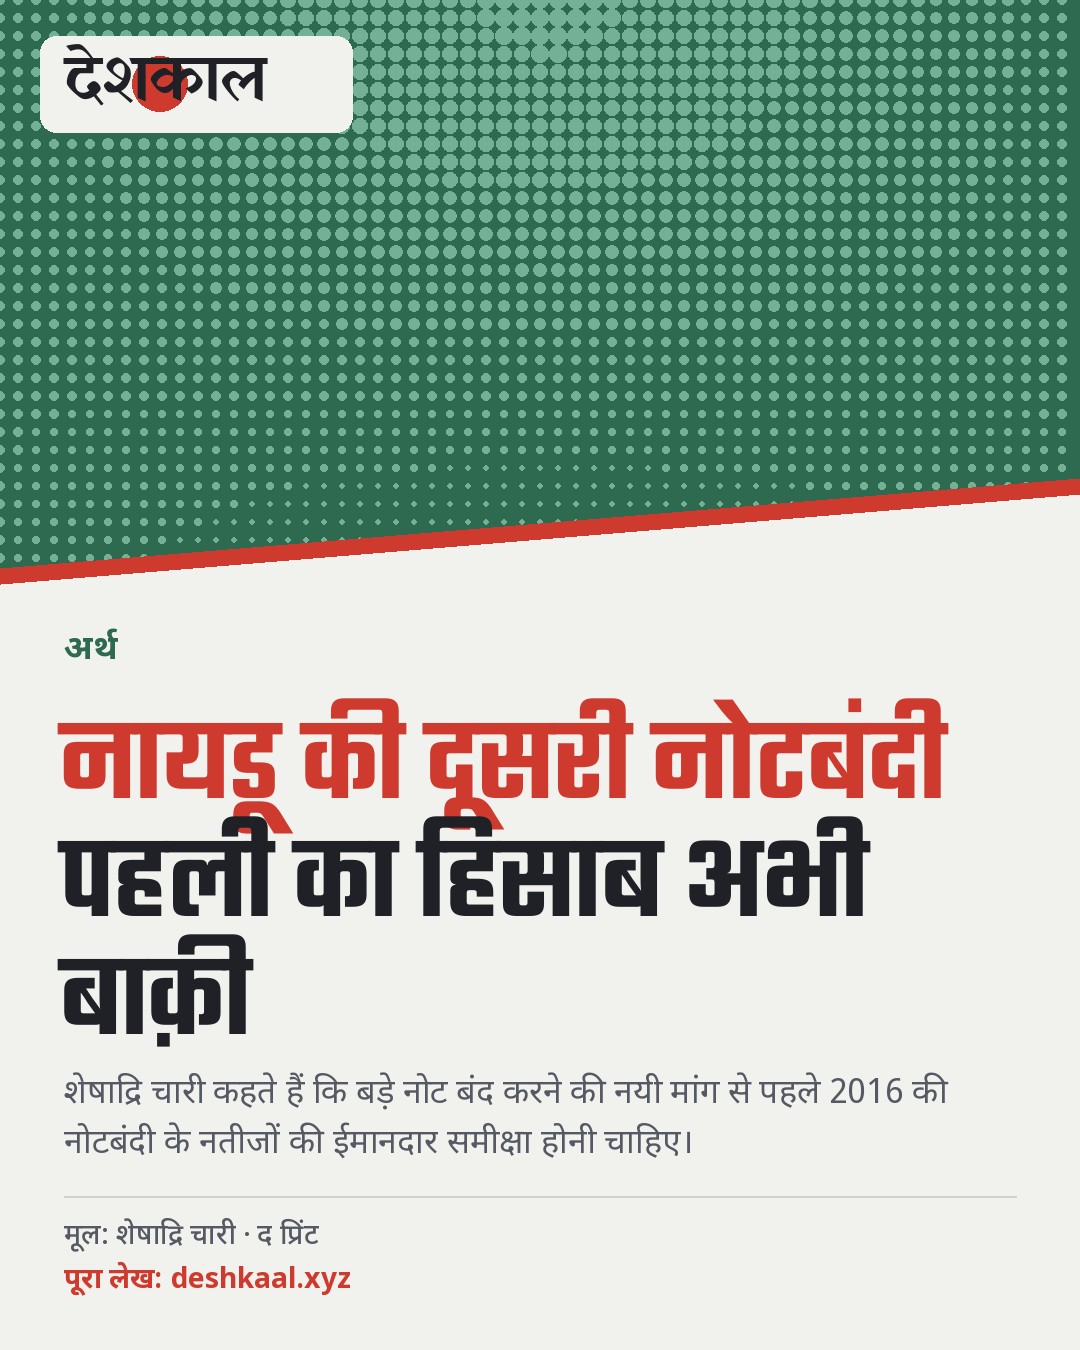 देशकाल
अर्थ
नायडू की दूसरी नोटबंदी
पहली का हिसाब अभी
बाक़ी
शेषाद्रि चारी कहते हैं कि बड़े नोट बंद करने की नयी मांग से पहले 2016 की
नोटबंदी के नतीजों की ईमानदार समीक्षा होनी चाहिए।
मूल: शेषाद्रि चारी · द प्रिंट
पूरा लेख: deshkaal.xyz